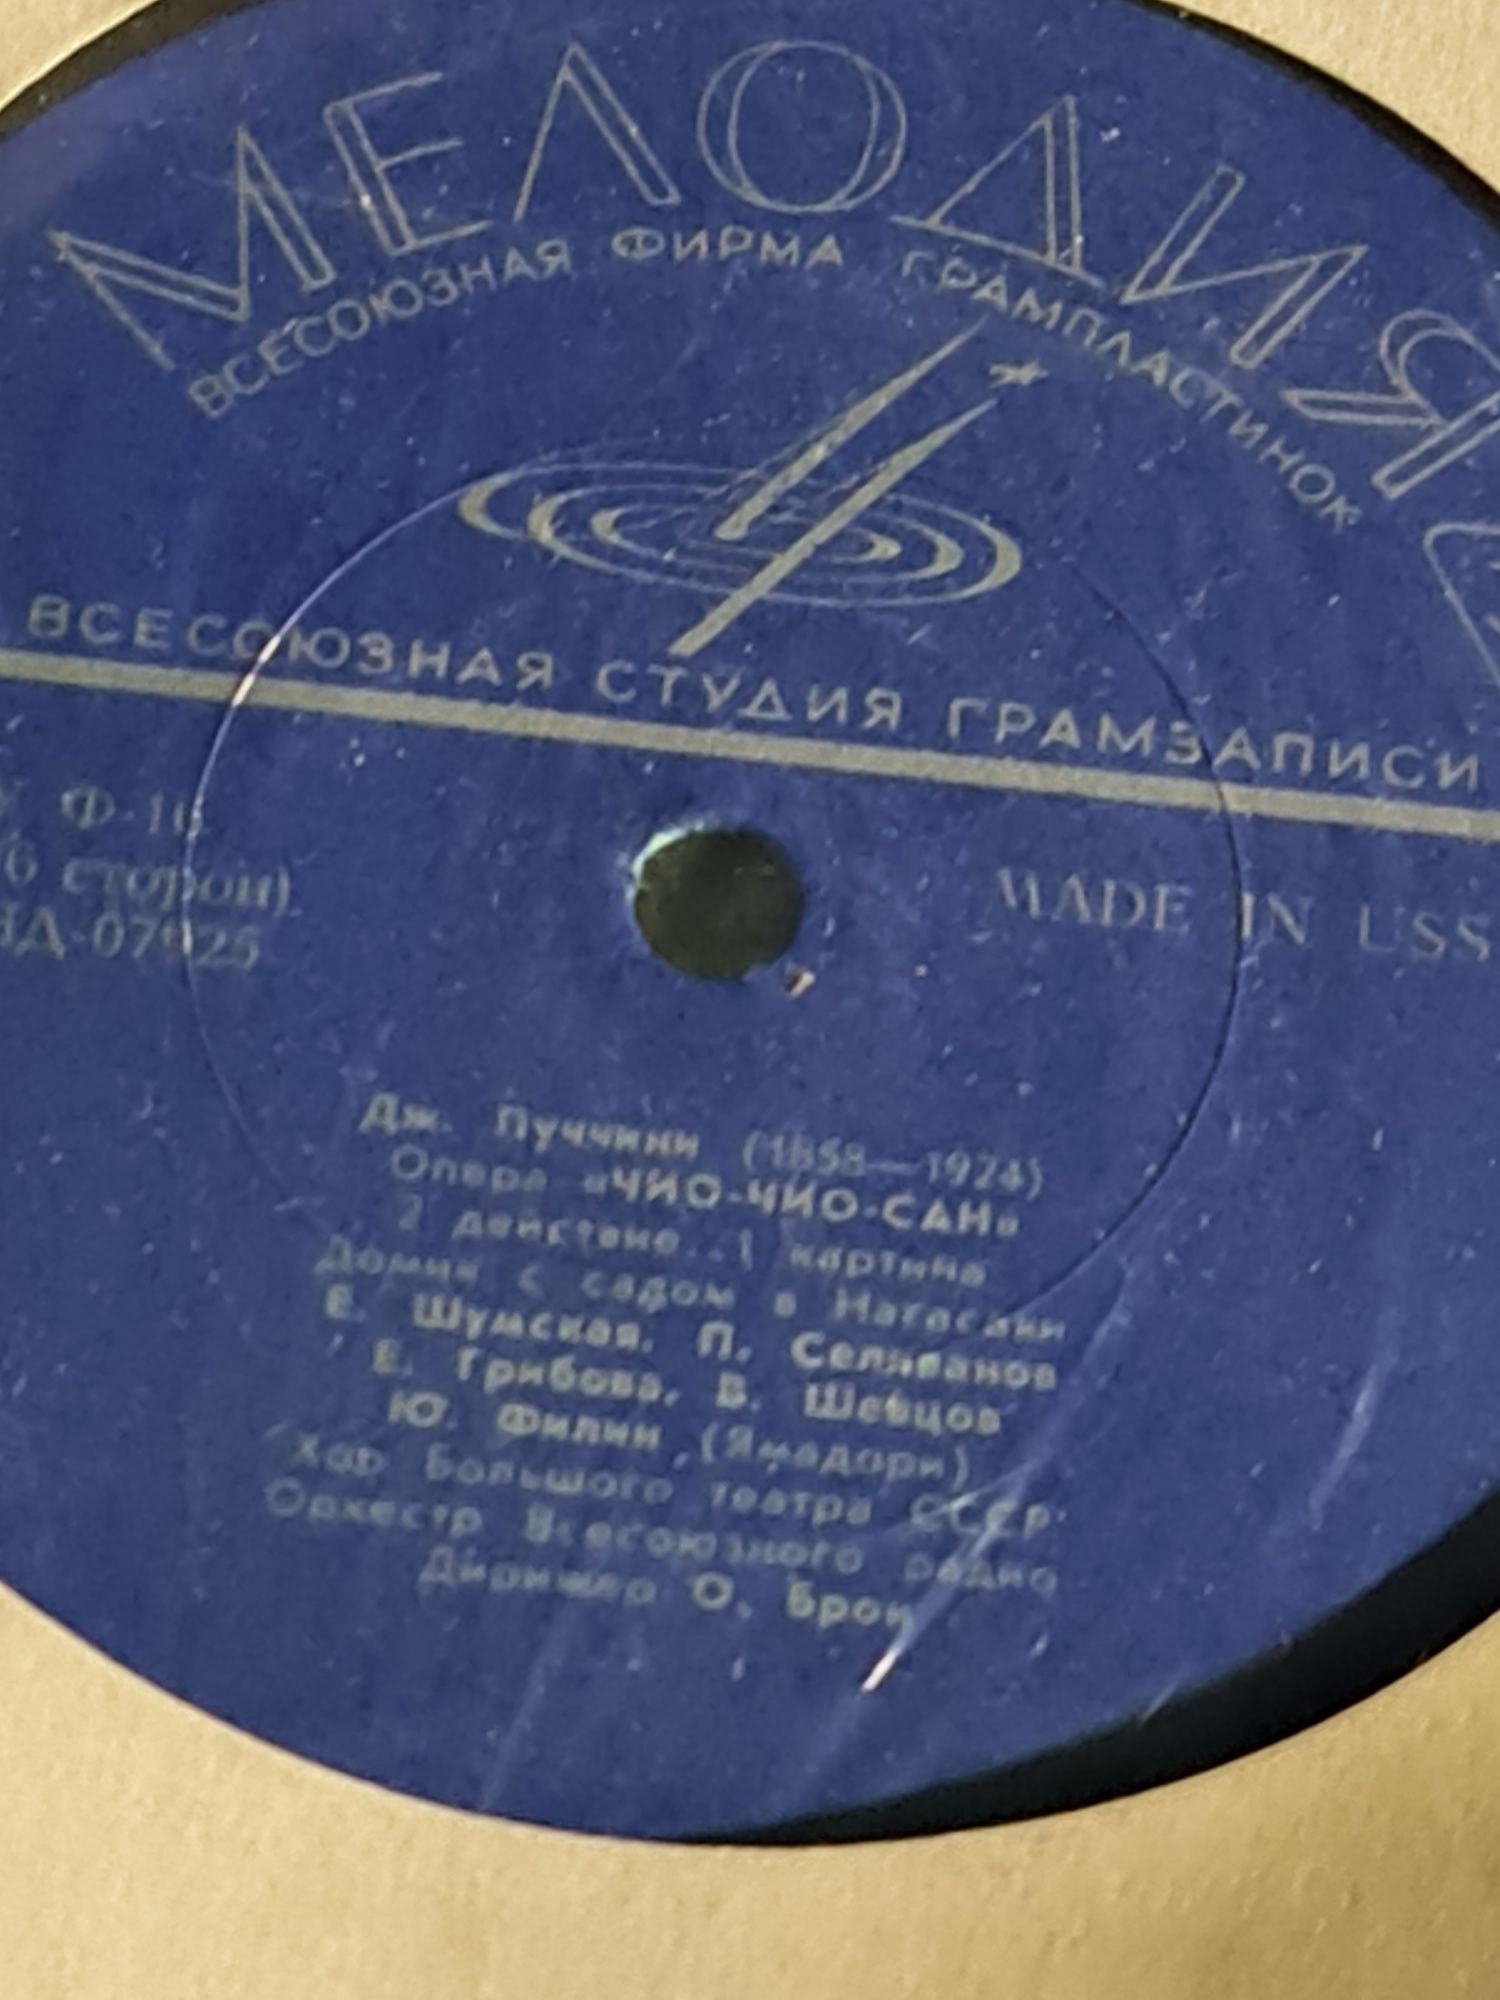 МЕЛОДИЯ
ВСЕСОЮЗНАЯ ФИРМА ГРАМПЛАСТИНОК
ВСЕСОЮЗНАЯ СТУДИЯ ГРАМЗАПИСИ
6 сторон)
MADE IN USS
Дж. Пуччини (1858—1924)
Опера «ЧИО-ЧИО-САН»
2 действие. 1 картина
Домик с садом в Нагасаки
Е. Шумская, П. Селиванов
Е. Грибова, В. Шевцов
Ю. Филин (Ямадори)
Хор Большого театра СССР
Оркестр Всесоюзного радио
Дирижер О. Брон